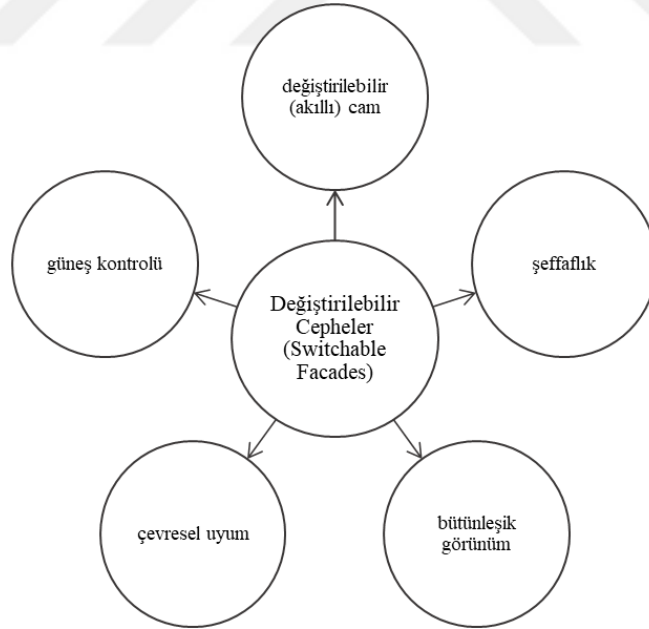 değiştirilebilir
(akıllı) cam
güneş kontrolü
şeffaflık
Değiştirilebilir
Cepheler
(Switchable
Facades)
çevresel uyum
bütünleşik
görünüm